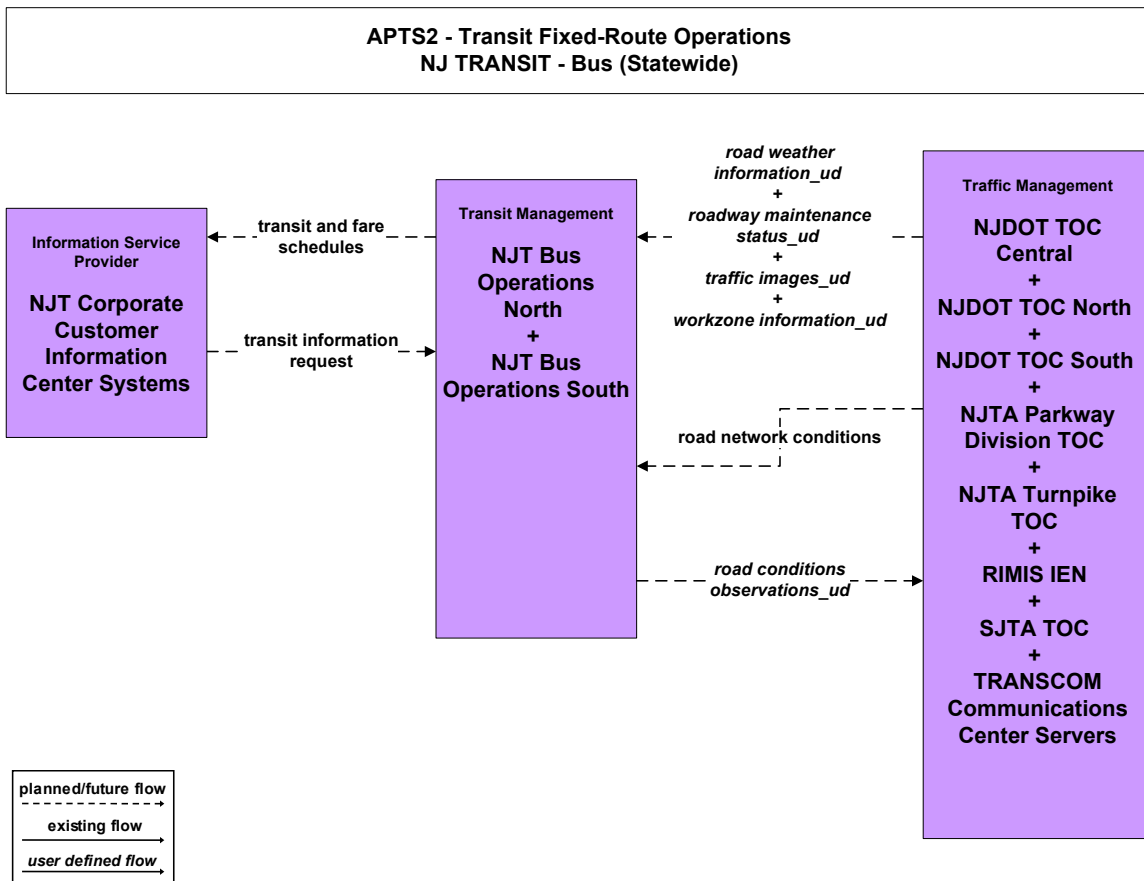 APTS2 - Transit Fixed-Route Operations
NJ TRANSIT - Bus (Statewide)
Information Service
Provider
NJT Corporate
Customer
Information
Center Systems
transit and fare
schedules
transit information
request
Transit Management
NJT Bus
Operations
North
+
NJT Bus
Operations South
road weather
information_ud
+
roadway maintenance
status_ud
+
traffic images_ud
+
workzone information_ud
road network conditions
road conditions
observations_ud
Traffic Management
NJDOT TOC
Central
+
NJDOT TOC North
+
NJDOT TOC South
+
NJTA Parkway
Division TOC
+
NJTA Turnpike
TOC
+
RIMIS IEN
+
SJTA TOC
+
TRANSCOM
Communications
Center Servers
planned/future flow
existing flow
user defined flow